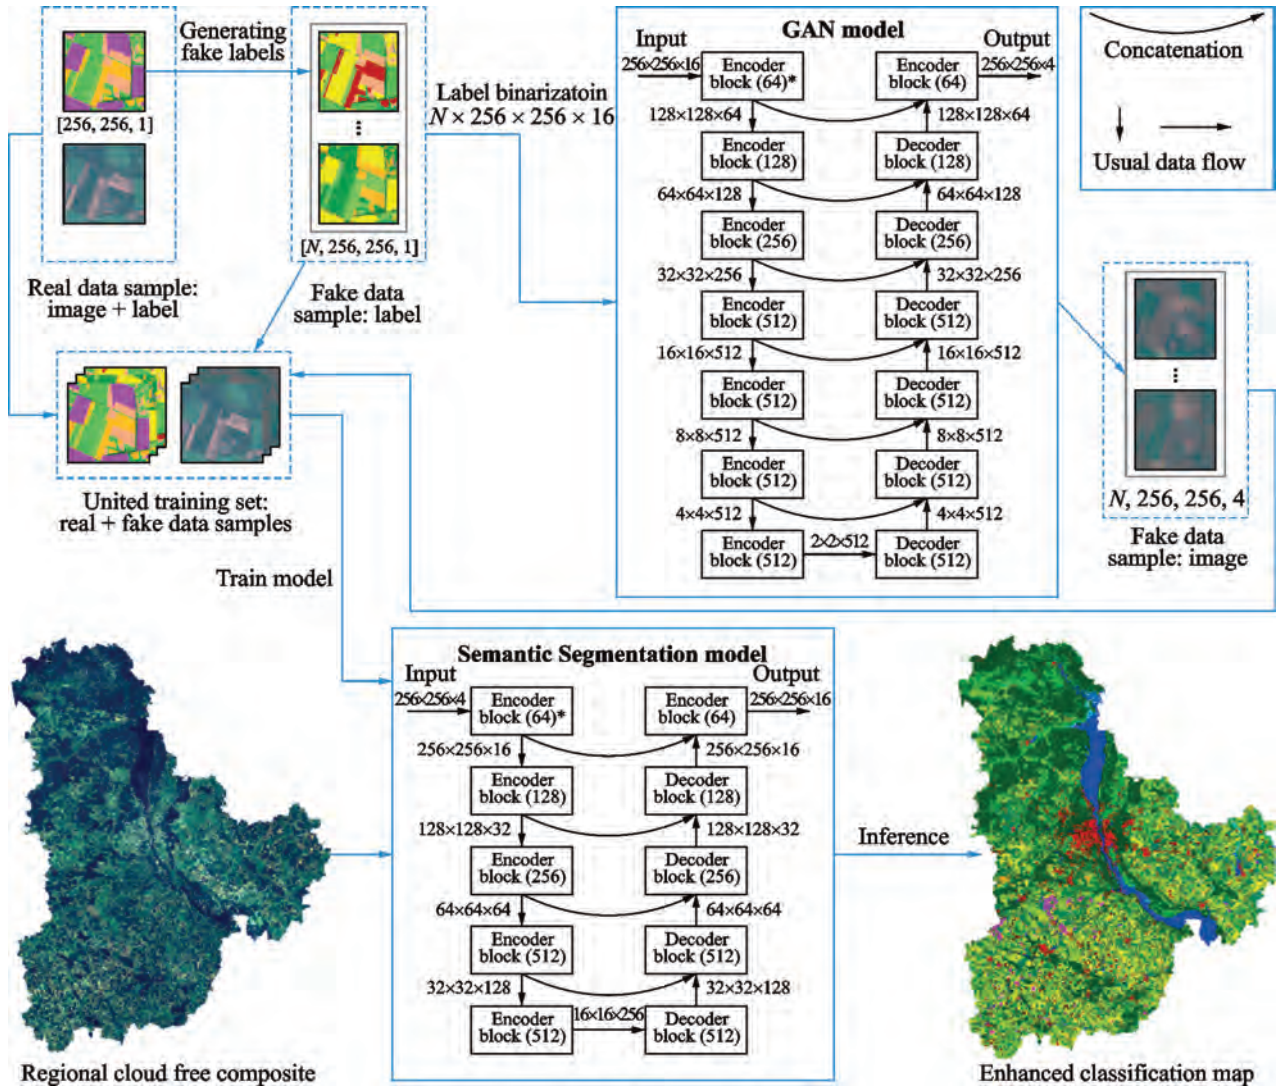 Generating
fake labels
[256, 256, 1]
Real data sample:
image + label
[N, 256, 256, 1]
Fake data
sample: label
Label binarizatoin
N × 256 × 256 × 16
United training set:
real + fake data samples
Train model
GAN model
Input
Output
256×256×16
Encoder
block (64)*
Encoder
block (64)
256×256×4
128×128×64
128×128×64
Encoder
block (128)
Decoder
block (128)
64×64×128
64×64×128
Encoder
block (256)
Decoder
block (256)
32×32×256
32×32×256
Encoder
block (512)
Decoder
block (512)
16×16×512
16×16×512
Encoder
block (512)
Decoder
block (512)
8×8×512
8×8×512
Encoder
block (512)
Decoder
block (512)
4×4×512
4×4×512
Encoder
block (512)
2×2×512
Decoder
block (512)
Concatenation
Usual data flow
N, 256, 256, 4
Fake data
sample: image
Semantic Segmentation model
Input
Output
256×256×4
Encoder
block (64)*
Encoder
block (64)
256×256×16
256×256×16
256×256×16
Encoder
block (128)
Decoder
block (128)
128×128×32
128×128×32
Encoder
block (256)
Decoder
block (256)
64×64×64
64×64×64
Encoder
block (512)
Decoder
block (512)
32×32×128
32×32×128
Encoder
block (512)
16×16×256
Decoder
block (512)
Inference
Regional cloud free composite
Enhanced classification map